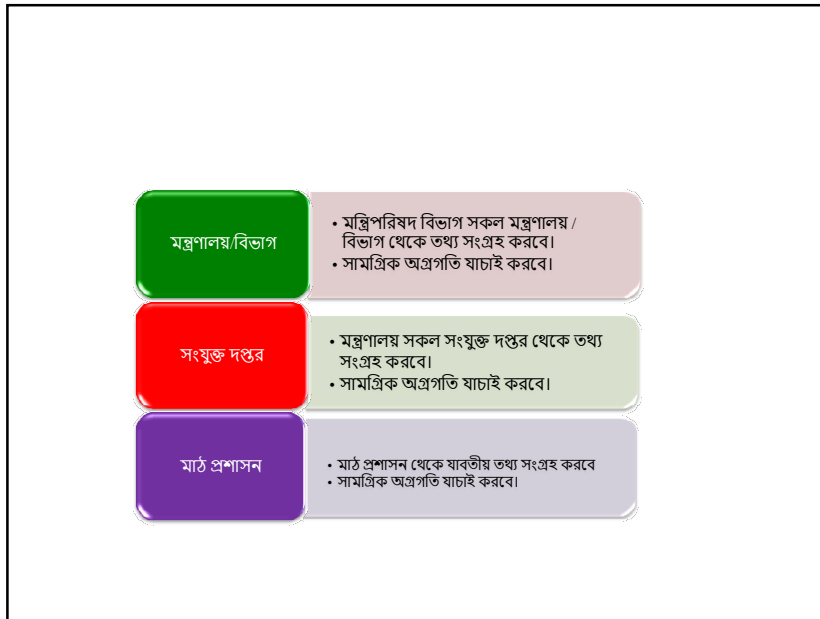 মন্ত্রণালয়/বিভাগ
• মন্ত্রিপরিষদ বিভাগ সকল মন্ত্রণালয় /
বিভাগ থেকে তথ্য সংগ্রহ করবে।
• সামগ্রিক অগ্রগতি যাচাই করবে।
সংযুক্ত দপ্তর
• মন্ত্রণালয় সকল সংযুক্ত দপ্তর থেকে তথ্য
সংগ্রহ করবে।
• সামগ্রিক অগ্রগতি যাচাই করবে।
মাঠ প্রশাসন
• মাঠ প্রশাসন থেকে যাবতীয় তথ্য সংগ্রহ করবে
• সামগ্রিক অগ্রগতি যাচাই করবে।